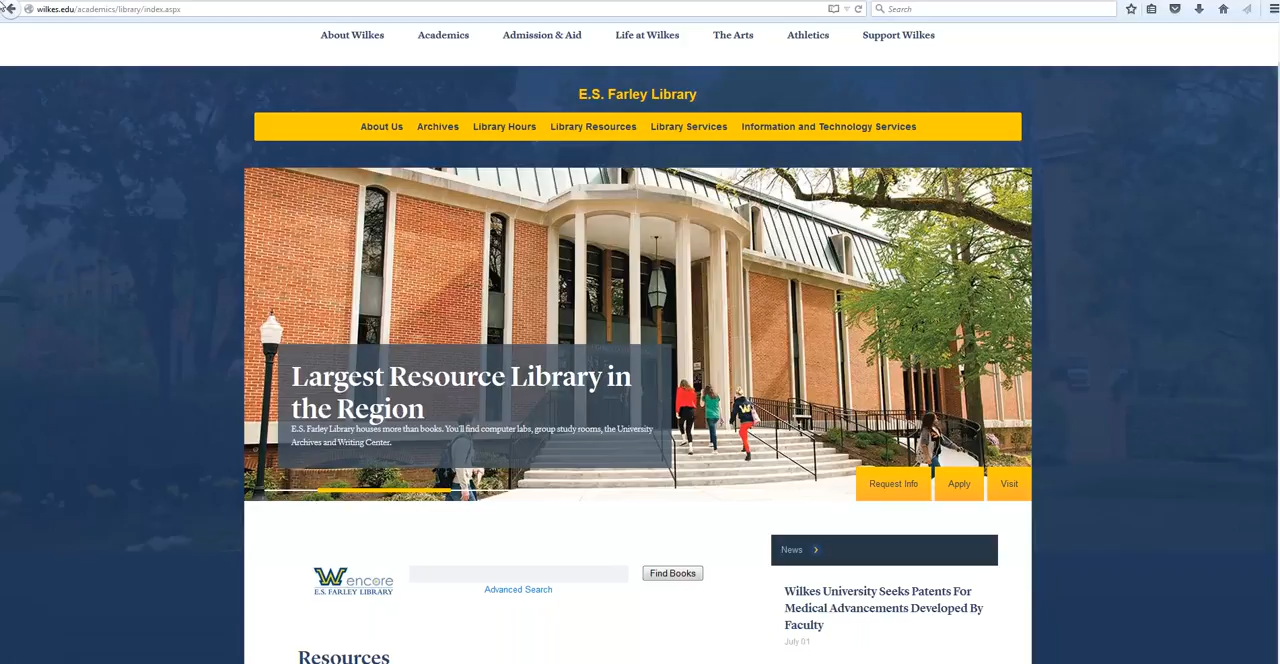 wilkes.edu/academics/library/index.aspx
Search
About Wilkes Academics Admission & Aid Life at Wilkes The Arts Athletics Support Wilkes
E.S. Farley Library
About Us Archives Library Hours Library Resources Library Services Information and Technology Services
Largest Resource Library in
the Region
E.S. Farley Library houses more than books. You'll find computer labs, group study rooms, the University
Archives and Writing Center.
Request Info Apply Visit
News
W encore
E.S. FARLEY LIBRARY
Find Books
Advanced Search
Wilkes University Seeks Patents For
Medical Advancements Developed By
Faculty
July 01
Resources